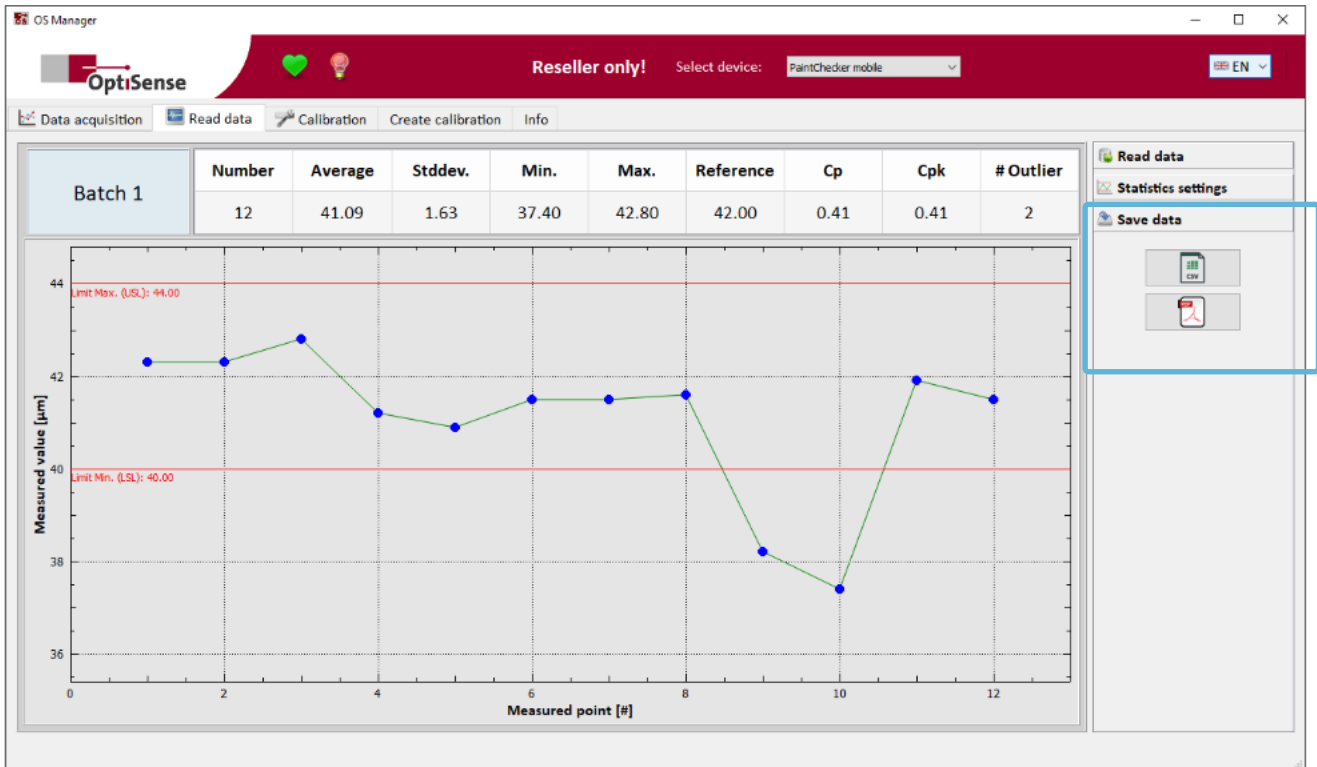 OS Manager
OptiSense
Reseller only! Select device: PaintChecker mobile EN
Data acquisition Read data Calibration Create calibration Info
Batch 1
Number Average Stddev. Min. Max. Reference Cp Cpk # Outlier
12 41.09 1.63 37.40 42.80 42.00 0.41 0.41 2
Read data
Statistics settings
Save data
CSV
PDF
Measured value [µm]
44
Limit Max. (USL): 44.00
42
40
Limit Min. (LSL): 40.00
38
36
0 2 4 6 8 10 12
Measured point [#]